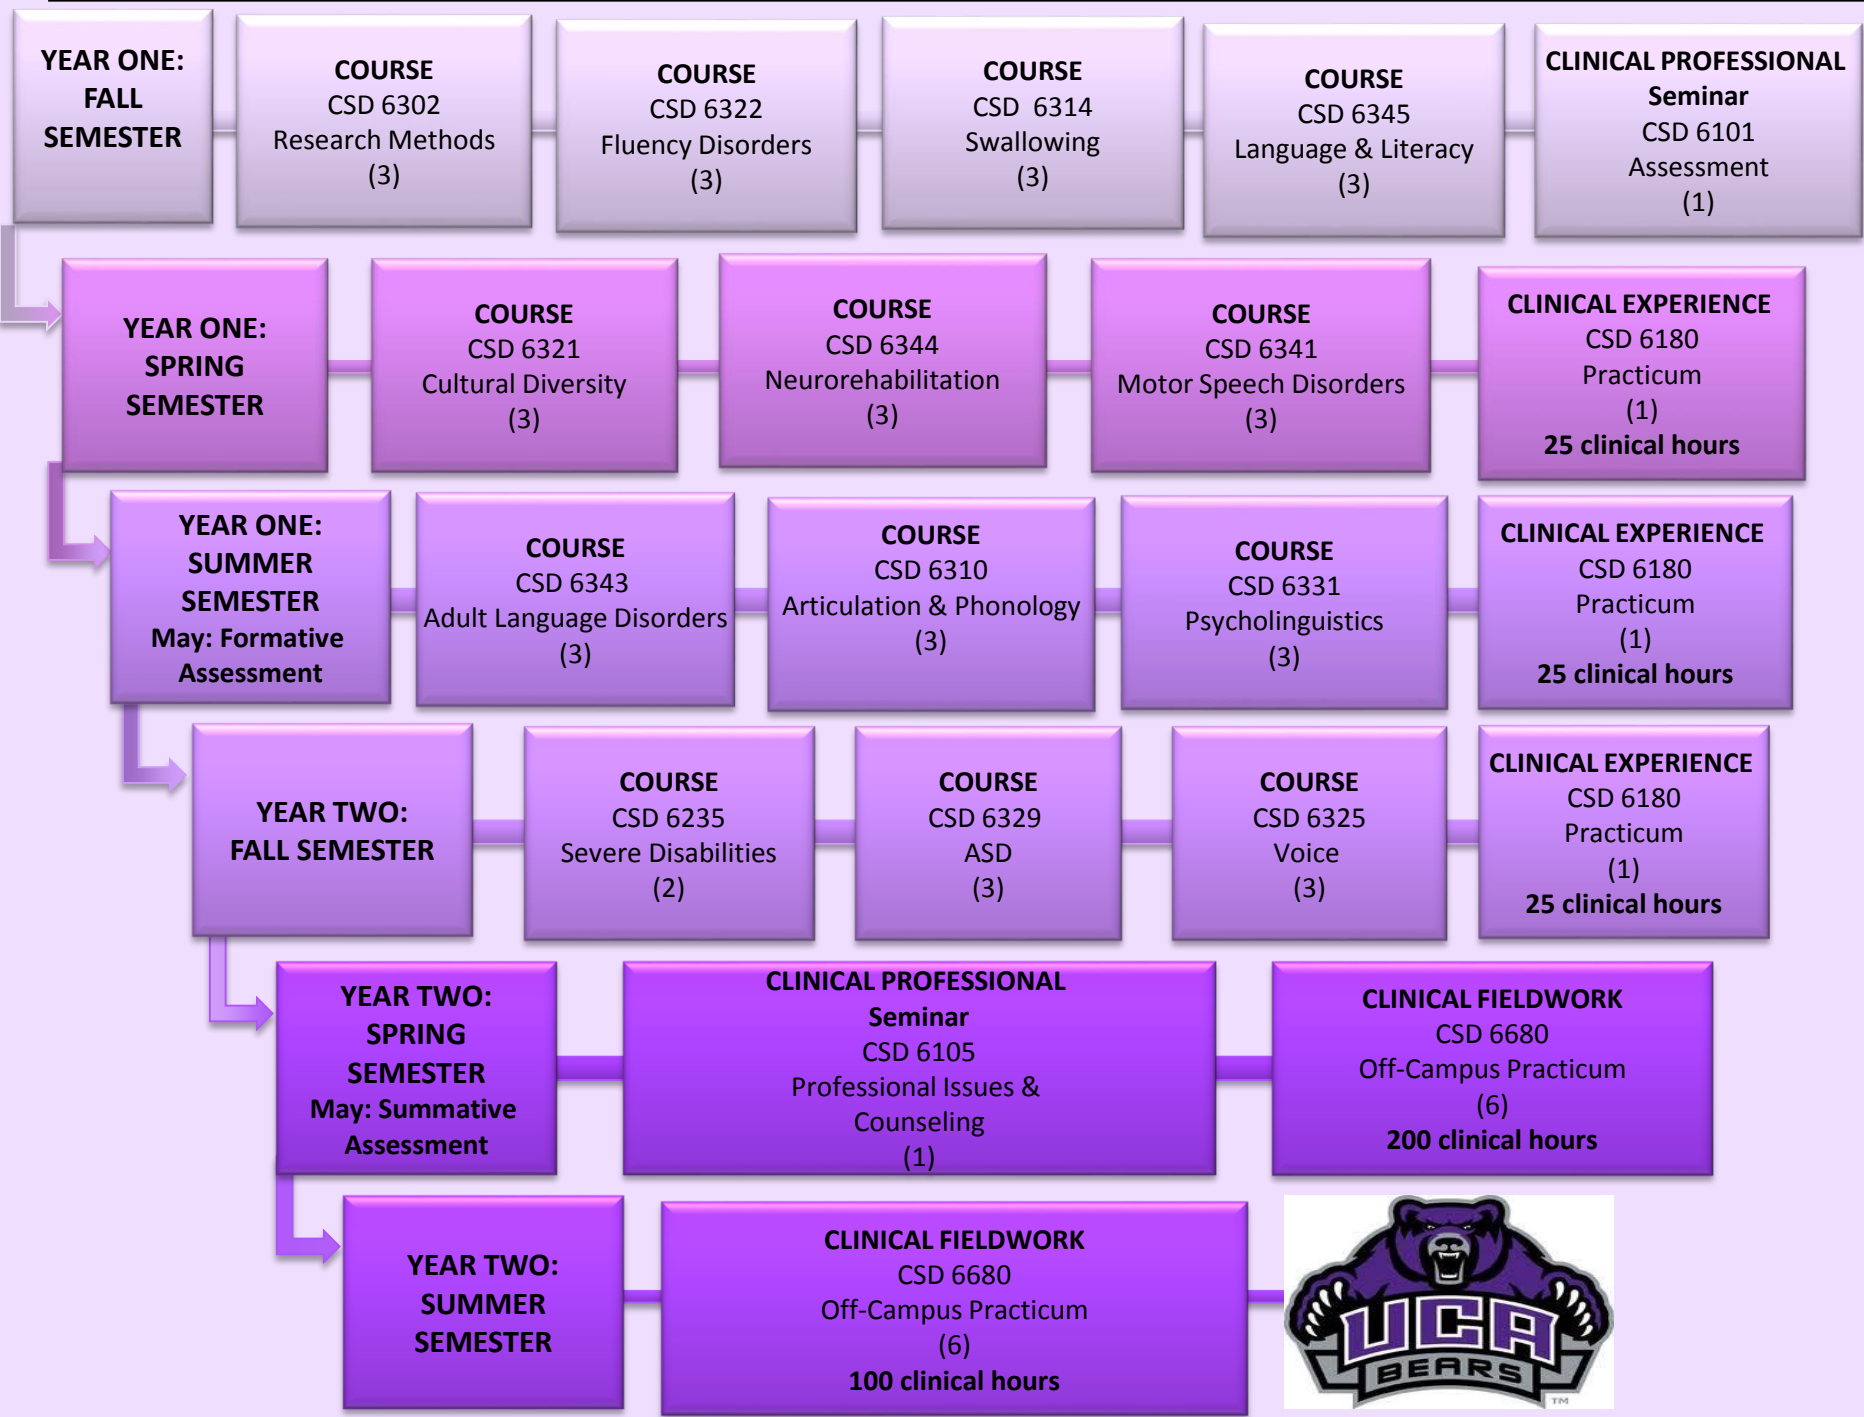 YEAR ONE:
FALL
SEMESTER
COURSE
CSD 6302
Research Methods
(3)
COURSE
CSD 6322
Fluency Disorders
(3)
COURSE
CSD  6314
Swallowing
(3)
COURSE
CSD 6345
Language & Literacy
(3)
CLINICAL PROFESSIONAL
Seminar
CSD 6101
Assessment
(1)
YEAR ONE:
SPRING
SEMESTER
COURSE
CSD 6321
Cultural Diversity
(3)
COURSE
CSD 6344
Neurorehabilitation
(3)
COURSE
CSD 6341
Motor Speech Disorders
(3)
CLINICAL EXPERIENCE
CSD 6180
Practicum
(1)
25 clinical hours
YEAR ONE:
SUMMER
SEMESTER
May: Formative
Assessment
COURSE
CSD 6343
Adult Language Disorders
(3)
COURSE
CSD 6310
Articulation & Phonology
(3)
COURSE
CSD 6331
Psycholinguistics
(3)
CLINICAL EXPERIENCE
CSD 6180
Practicum
(1)
25 clinical hours
YEAR TWO:
FALL SEMESTER
COURSE
CSD 6235
Severe Disabilities
(2)
COURSE
CSD 6329
ASD
(3)
COURSE
CSD 6325
Voice
(3)
CLINICAL EXPERIENCE
CSD 6180
Practicum
(1)
25 clinical hours
YEAR TWO:
SPRING
SEMESTER
May: Summative
Assessment
CLINICAL PROFESSIONAL
Seminar
CSD 6105
Professional Issues &
Counseling
(1)
CLINICAL FIELDWORK
CSD 6680
Off-Campus Practicum
(6)
200 clinical hours
YEAR TWO:
SUMMER
SEMESTER
CLINICAL FIELDWORK
CSD 6680
Off-Campus Practicum
(6)
100 clinical hours
UCA
BEARS
TM